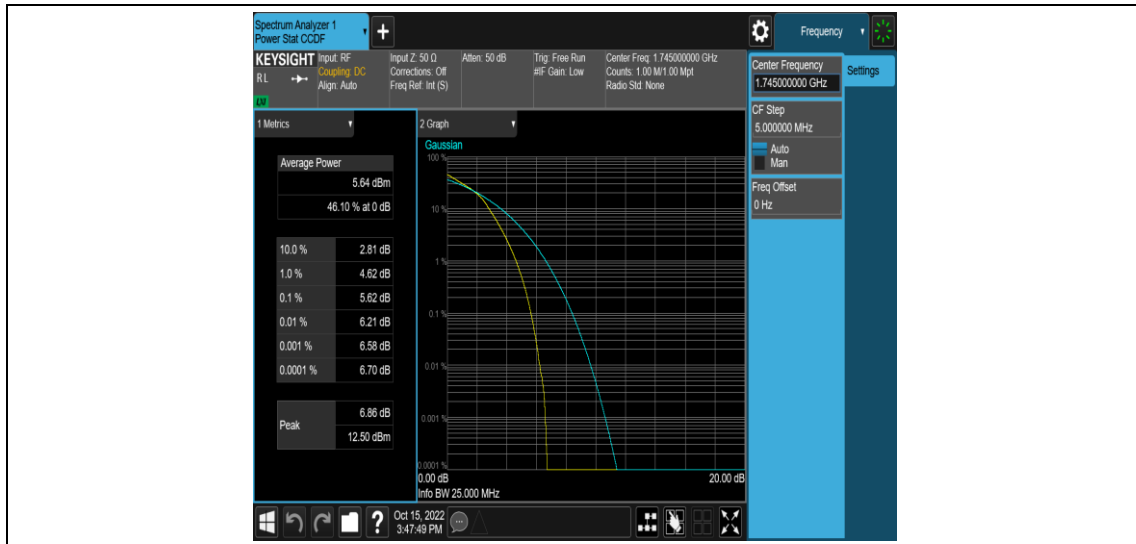 Spectrum Analyzer 1
Power Stat CCDF
+
Frequency
KEYSIGHT
RL
LXI
Input: RF
Coupling: DC
Align: Auto
Input Z: 50 Ω
Corrections: Off
Freq Ref: Int (S)
Atten: 50 dB
Trig: Free Run
#IF Gain: Low
Center Freq: 1.745000000 GHz
Counts: 1.00 M/1.00 Mpt
Radio Std: None
Center Frequency
1.745000000 GHz
Settings
CF Step
5.000000 MHz
Auto
Man
Freq Offset
0 Hz
1 Metrics
Average Power
5.64 dBm
46.10 % at 0 dB
10.0 % 2.81 dB
1.0 % 4.62 dB
0.1 % 5.62 dB
0.01 % 6.21 dB
0.001 % 6.58 dB
0.0001 % 6.70 dB
Peak 6.86 dB
12.50 dBm
2 Graph
Gaussian
100 %
10 %
1 %
0.1 %
0.01 %
0.001 %
0.0001 %
0.00 dB 20.00 dB
Info BW 25.000 MHz
?
Oct 15, 2022
3:47:49 PM